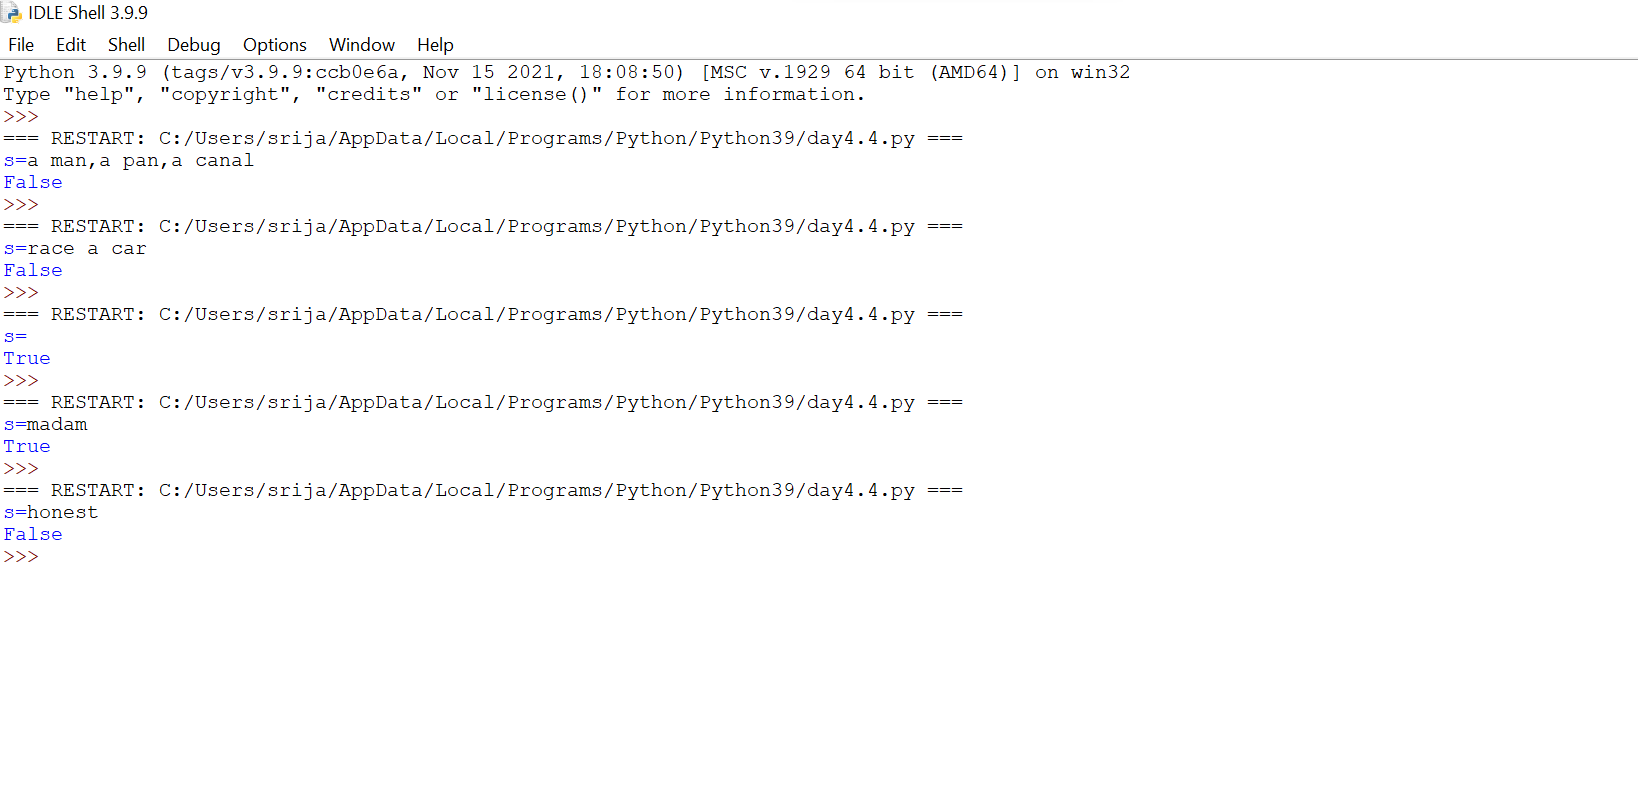 IDLE Shell 3.9.9
File Edit Shell Debug Options Window Help
Python 3.9.9 (tags/v3.9.9:ccb0e6a, Nov 15 2021, 18:08:50) [MSC v.1929 64 bit (AMD64)] on win32
Type "help", "copyright", "credits" or "license()" for more information.
>>>
=== RESTART: C:/Users/srija/AppData/Local/Programs/Python/Python39/day4.4.py ===
s=a man,a pan,a canal
False
>>>
=== RESTART: C:/Users/srija/AppData/Local/Programs/Python/Python39/day4.4.py ===
s=race a car
False
>>>
=== RESTART: C:/Users/srija/AppData/Local/Programs/Python/Python39/day4.4.py ===
s=
True
>>>
=== RESTART: C:/Users/srija/AppData/Local/Programs/Python/Python39/day4.4.py ===
s=madam
True
>>>
=== RESTART: C:/Users/srija/AppData/Local/Programs/Python/Python39/day4.4.py ===
s=honest
False
>>>